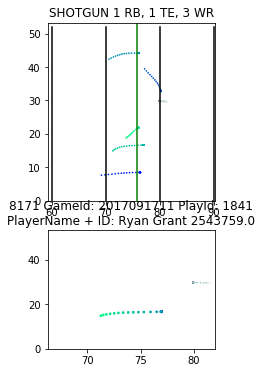 SHOTGUN 1 RB, 1 TE, 3 WR
50
40
30
20
10
0
60 70 80 90
8171 GameId: 2017091711 PlayId: 1841
PlayerName + ID: Ryan Grant 2543759.0
40
20
0
70 75 80